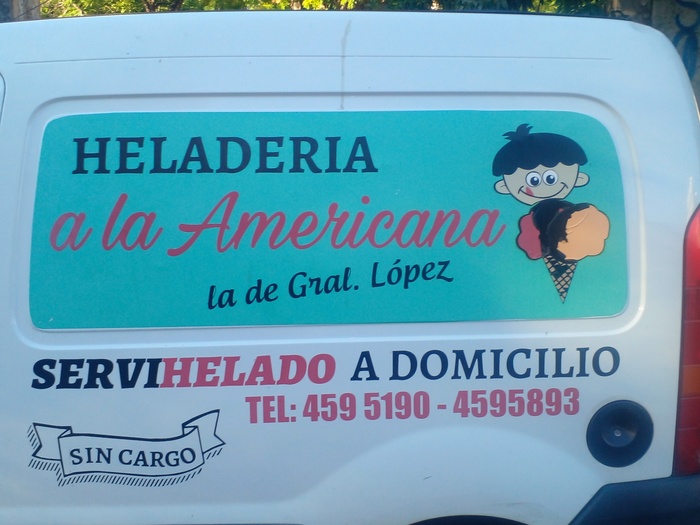 HELADERIA
a la Americana
la de Gral. López
SERVIHELADO A DOMICILIO
TEL: 459 5190 - 4595893
SIN CARGO